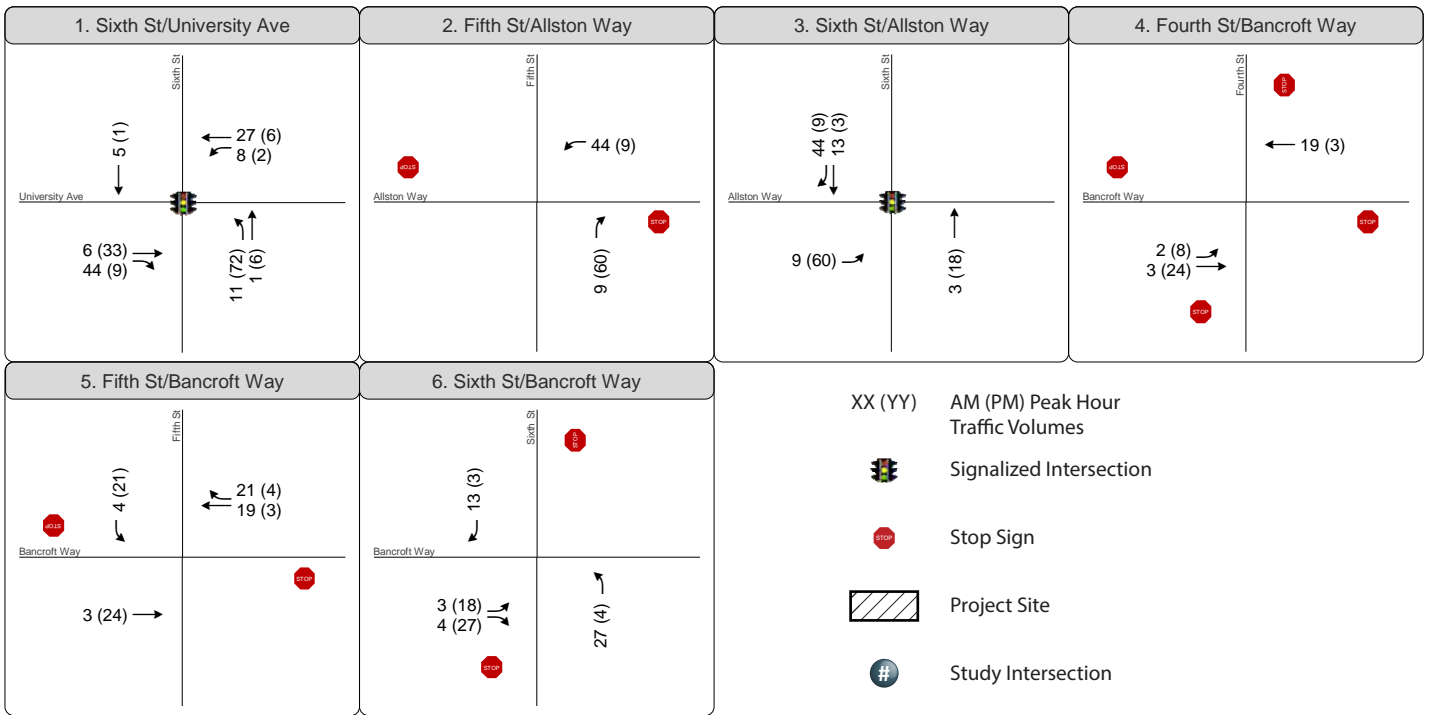 1. Sixth St/University Ave
Sixth St
5 (1)
27 (6)
8 (2)
University Ave
6 (33)
44 (9)
11 (72)
1 (6)
2. Fifth St/Allston Way
Fifth St
44 (9)
STOP
Allston Way
STOP
9 (60)
3. Sixth St/Allston Way
Sixth St
44 (9)
13 (3)
Allston Way
9 (60)
3 (18)
4. Fourth St/Bancroft Way
Fourth St
STOP
19 (3)
STOP
Bancroft Way
STOP
2 (8)
3 (24)
STOP
5. Fifth St/Bancroft Way
Fifth St
4 (21)
21 (4)
19 (3)
STOP
Bancroft Way
STOP
3 (24)
6. Sixth St/Bancroft Way
Sixth St
STOP
13 (3)
Bancroft Way
3 (18)
4 (27)
27 (4)
STOP
XX (YY) AM (PM) Peak Hour
Traffic Volumes
Signalized Intersection
STOP Stop Sign
Project Site
# Study Intersection